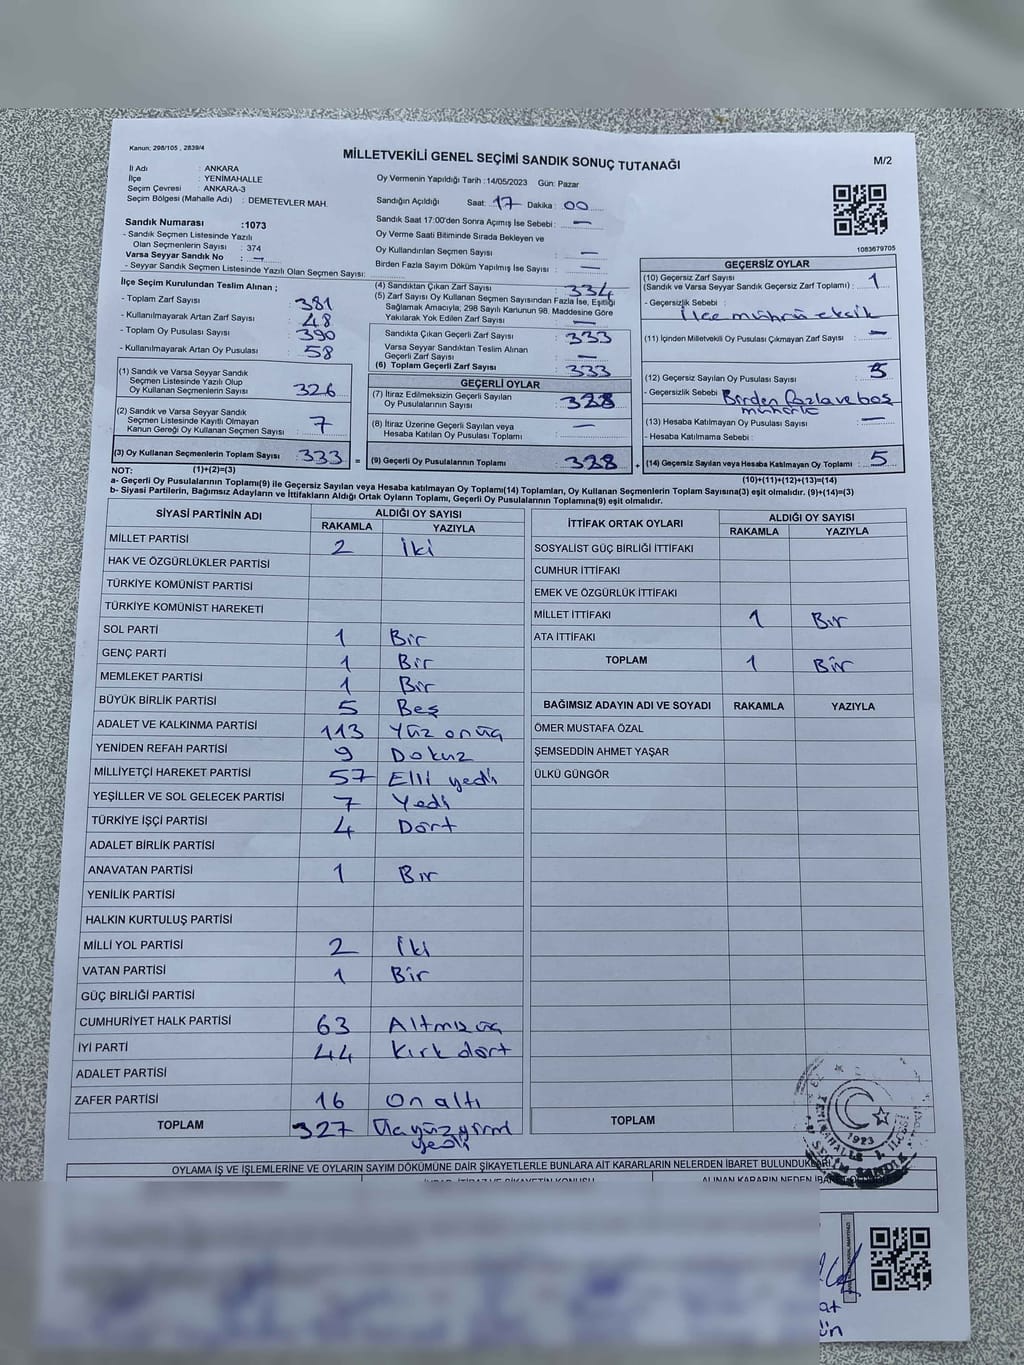 Kanun; 298/105 , 2839/4
MİLLETVEKİLİ GENEL SEÇİMİ SANDIK SONUÇ TUTANAĞI
M/2
İl Adı : ANKARA
İlçe : YENİMAHALLE
Seçim Çevresi : ANKARA-3
Seçim Bölgesi (Mahalle Adı) : DEMETEVLER MAH.
Oy Vermenin Yapıldığı Tarih :14/05/2023 Gün: Pazar
Sandığın Açıldığı Saat: 17 Dakika: 00
Sandık Saat 17:00'den Sonra Açımış İse Sebebi : —
Oy Verme Saati Bitiminde Sırada Bekleyen ve
Oy Kullandırılan Seçmen Sayısı : —
Birden Fazla Sayım Döküm Yapılmış İse Sayısı : —
Sandık Numarası :1073
- Sandık Seçmen Listesinde Yazılı
Olan Seçmenlerin Sayısı : 374
Varsa Seyyar Sandık No : —
- Seyyar Sandık Seçmen Listesinde Yazılı Olan Seçmen Sayısı:
1083679705
İlçe Seçim Kurulundan Teslim Alınan ;
- Toplam Zarf Sayısı : 381
- Kullanılmayarak Artan Zarf Sayısı : 48
- Toplam Oy Pusulası Sayısı : 390
- Kullanılmayarak Artan Oy Pusulası : 58
(1) Sandık ve Varsa Seyyar Sandık
Seçmen Listesinde Yazılı Olup
Oy Kullanan Seçmenlerin Sayısı : 326
(2) Sandık ve Varsa Seyyar Sandık
Seçmen Listesinde Kayıtlı Olmayan
Kanun Gereği Oy Kullanan Seçmen Sayısı : 7
(3) Oy Kullanan Seçmenlerin Toplam Sayısı : 333 =
(1)+(2)=(3)
(4) Sandıktan Çıkan Zarf Sayısı : 334
(5) Zarf Sayısı Oy Kullanan Seçmen Sayısından Fazla İse, Eşitliği
Sağlamak Amacıyla; 298 Sayılı Kanunun 98. Maddesine Göre
Yakılarak Yok Edilen Zarf Sayısı : —
Sandıkta Çıkan Geçerli Zarf Sayısı : 333
Varsa Seyyar Sandıktan Teslim Alınan
Geçerli Zarf Sayısı : —
(6) Toplam Geçerli Zarf Sayısı : 333
GEÇERLİ OYLAR
(7) İtiraz Edilmeksizin Geçerli Sayılan
Oy Pusulalarının Sayısı : 328
(8) İtiraz Üzerine Geçerli Sayılan veya
Hesaba Katılan Oy Pusulası Toplamı : —
(9) Geçerli Oy Pusulalarının Toplamı : 328 +
GEÇERSİZ OYLAR
(10) Geçersiz Zarf Sayısı : 1
(Sandık ve Varsa Seyyar Sandık Geçersiz Zarf Toplamı)
- Geçersizlik Sebebi :
İlçe mührü eksik
(11) İçinden Milletvekili Oy Pusulası Çıkmayan Zarf Sayısı : —
(12) Geçersiz Sayılan Oy Pusulası Sayısı : 5
- Geçersizlik Sebebi : Birden fazla ve boş
(13) Hesaba Katılmayan Oy Pusulası Sayısı : —
- Hesaba Katılmama Sebebi :
(14) Geçersiz Sayılan veya Hesaba Katılmayan Oy Toplamı : 5
(10)+(11)+(12)+(13)=(14)
NOT:
a- Geçerli Oy Pusulalarının Toplamı(9) ile Geçersiz Sayılan veya Hesaba katılmayan Oy Toplamı(14) Toplamları, Oy Kullanan Seçmenlerin Toplam Sayısına(3) eşit olmalıdır. (9)+(14)=(3)
b- Siyasi Partilerin, Bağımsız Adayların ve İttifakların Aldığı Ortak Oyların Toplamı, Geçerli Oy Pusulalarının Toplamına(9) eşit olmalıdır.
SİYASİ PARTİNİN ADI ALDIĞI OY SAYISI
RAKAMLA YAZIYLA
MİLLET PARTİSİ 2 İki
HAK VE ÖZGÜRLÜKLER PARTİSİ
TÜRKİYE KOMÜNİST PARTİSİ
TÜRKİYE KOMÜNİST HAREKETİ
SOL PARTİ 1 Bir
GENÇ PARTİ 1 Bir
MEMLEKET PARTİSİ 1 Bir
BÜYÜK BİRLİK PARTİSİ 5 Beş
ADALET VE KALKINMA PARTİSİ 113 Yüz onüç
YENİDEN REFAH PARTİSİ 9 Dokuz
MİLLİYETÇİ HAREKET PARTİSİ 57 Elli yedi
YEŞİLLER VE SOL GELECEK PARTİSİ 7 Yedi
TÜRKİYE İŞÇİ PARTİSİ 4 Dört
ADALET BİRLİK PARTİSİ
ANAVATAN PARTİSİ 1 Bir
YENİLİK PARTİSİ
HALKIN KURTULUŞ PARTİSİ
MİLLİ YOL PARTİSİ 2 İki
VATAN PARTİSİ 1 Bir
GÜÇ BİRLİĞİ PARTİSİ
CUMHURİYET HALK PARTİSİ 63 Altmış üç
İYİ PARTİ 44 Kırk dört
ADALET PARTİSİ
ZAFER PARTİSİ 16 On altı
TOPLAM 327 Üçyüzyirmi
yedi
İTTİFAK ORTAK OYLARI ALDIĞI OY SAYISI
RAKAMLA YAZIYLA
SOSYALİST GÜÇ BİRLİĞİ İTTİFAKI
CUMHUR İTTİFAKI
EMEK VE ÖZGÜRLÜK İTTİFAKI
MİLLET İTTİFAKI 1 Bir
ATA İTTİFAKI
TOPLAM 1 Bir
BAĞIMSIZ ADAYIN ADI VE SOYADI RAKAMLA YAZIYLA
ÖMER MUSTAFA ÖZAL
ŞEMSEDDİN AHMET YAŞAR
ÜLKÜ GÜNGÖR
TOPLAM
1923
OYLAMA İŞ VE İŞLEMLERİNE VE OYLARIN SAYIM DÖKÜMÜNE DAİR ŞİKAYETLERLE BUNLARA AİT KARARLARIN NELERDEN İBARET BULUNDUKLARI